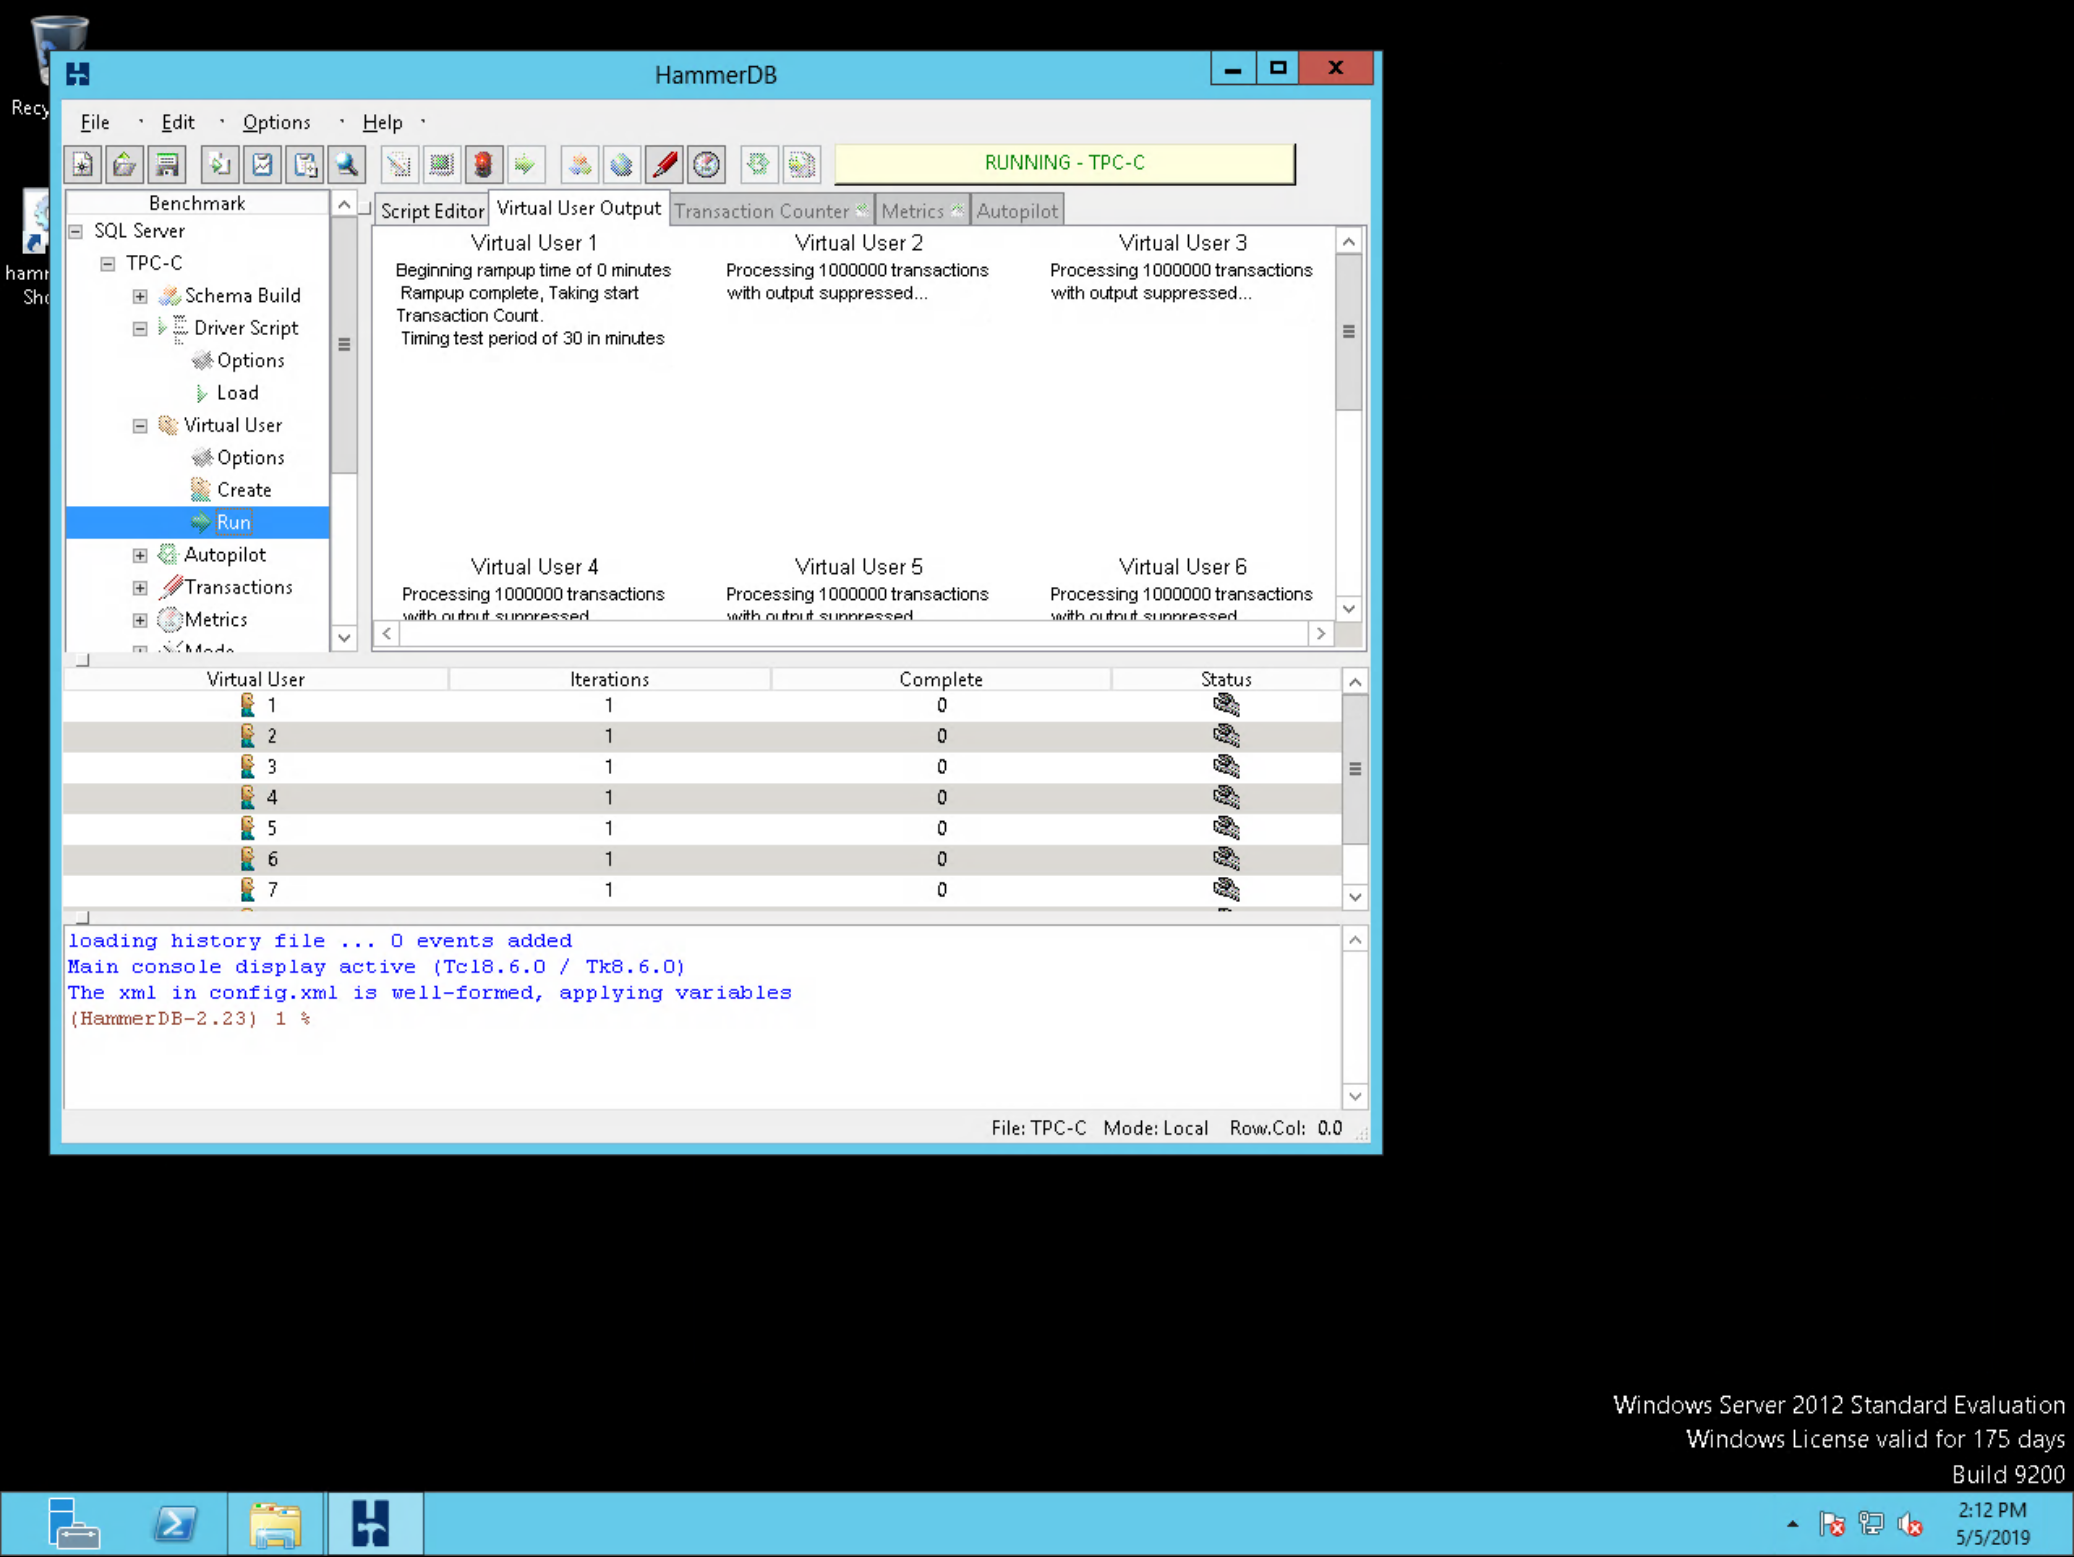 Recy
hamm
Sho
HammerDB
File Edit Options Help
RUNNING - TPC-C
Benchmark
SQL Server
TPC-C
Schema Build
Driver Script
Options
Load
Virtual User
Options
Create
Run
Autopilot
Transactions
Metrics
Mode
Script Editor Virtual User Output Transaction Counter Metrics Autopilot
Virtual User 1
Beginning rampup time of 0 minutes
Rampup complete, Taking start
Transaction Count.
Timing test period of 30 in minutes
Virtual User 2
Processing 1000000 transactions
with output suppressed...
Virtual User 3
Processing 1000000 transactions
with output suppressed...
Virtual User 4
Processing 1000000 transactions
with output suppressed
Virtual User 5
Processing 1000000 transactions
with output suppressed
Virtual User 6
Processing 1000000 transactions
with output suppressed
Virtual User Iterations Complete Status
1 1 0
2 1 0
3 1 0
4 1 0
5 1 0
6 1 0
7 1 0
loading history file ... 0 events added
Main console display active (Tcl8.6.0 / Tk8.6.0)
The xml in config.xml is well-formed, applying variables
(HammerDB-2.23) 1 %
File: TPC-C Mode: Local Row.Col: 0.0
Windows Server 2012 Standard Evaluation
Windows License valid for 175 days
Build 9200
2:12 PM
5/5/2019